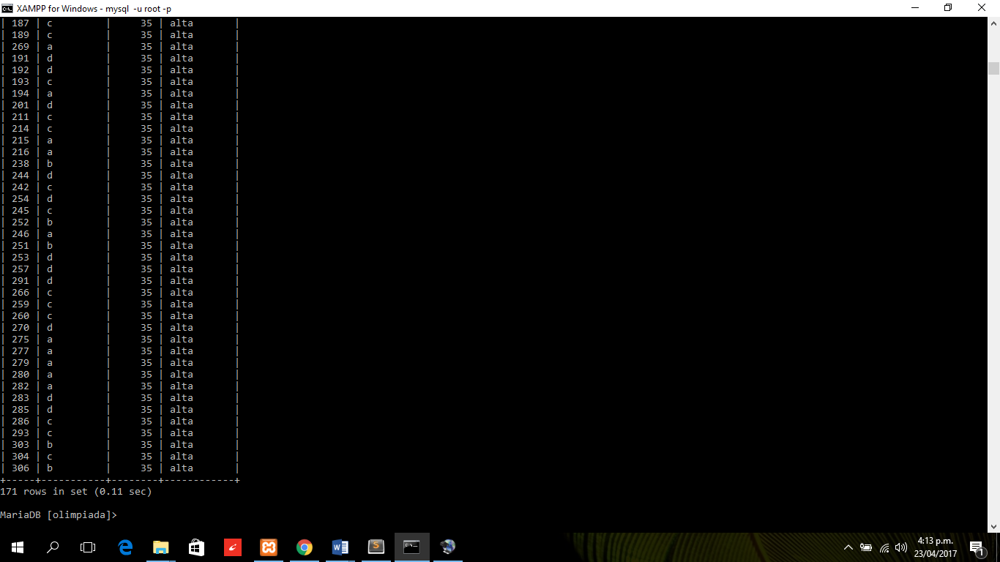 XAMPP for Windows - mysql -u root -p
| 187 | c | 35 | alta |
| 189 | c | 35 | alta |
| 269 | a | 35 | alta |
| 191 | d | 35 | alta |
| 192 | d | 35 | alta |
| 193 | c | 35 | alta |
| 194 | a | 35 | alta |
| 201 | d | 35 | alta |
| 211 | c | 35 | alta |
| 214 | c | 35 | alta |
| 215 | a | 35 | alta |
| 216 | a | 35 | alta |
| 238 | b | 35 | alta |
| 244 | d | 35 | alta |
| 242 | c | 35 | alta |
| 254 | d | 35 | alta |
| 245 | c | 35 | alta |
| 252 | b | 35 | alta |
| 246 | a | 35 | alta |
| 251 | b | 35 | alta |
| 253 | d | 35 | alta |
| 257 | d | 35 | alta |
| 291 | d | 35 | alta |
| 266 | c | 35 | alta |
| 259 | c | 35 | alta |
| 260 | c | 35 | alta |
| 270 | d | 35 | alta |
| 275 | a | 35 | alta |
| 277 | a | 35 | alta |
| 279 | a | 35 | alta |
| 280 | a | 35 | alta |
| 282 | a | 35 | alta |
| 283 | d | 35 | alta |
| 285 | d | 35 | alta |
| 286 | c | 35 | alta |
| 293 | c | 35 | alta |
| 303 | b | 35 | alta |
| 304 | c | 35 | alta |
| 306 | b | 35 | alta |
+-----+-----------+--------+------------+
171 rows in set (0.11 sec)
MariaDB [olimpiada]>
4:13 p.m.
23/04/2017
1